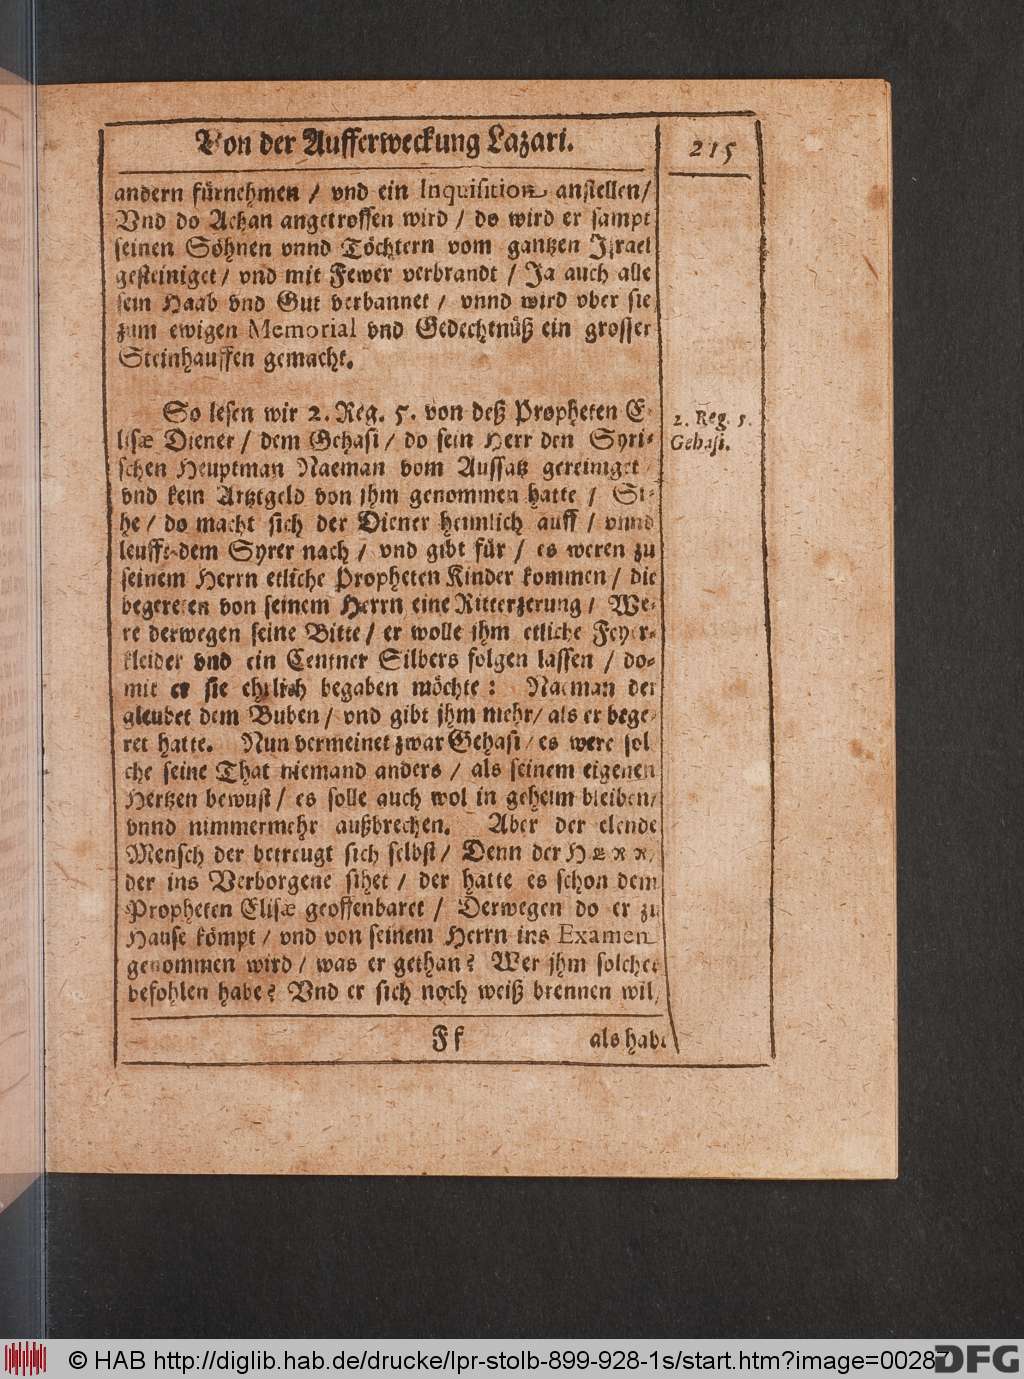 Von der Aufferweckung Lazari.
215
andern fürnehmen / vnd ein Inquisition anstellen/
Vnd do Achan angetroffen wird / do wird er sampt
seinen Söhnen vnnd Töchtern vom gantzen Israel
gesteiniget / vnd mit Fewer verbrandt / Ja auch alle
sein Haab vnd Gut verbannet / vnnd wird vber sie
zum ewigen Memorial vnd Gedechtnüß ein grosser
Steinhauffen gemacht.
So lesen wir 2. Reg. 5. von deß Propheten E-
lisæ Diener / dem Gehasi / do sein Herr den Syri-
schen Heuptman Naeman vom Aussatz gereiniget /
vnd kein Artztgeld von jhm genommen hatte / Si-
he / do macht sich der Diener heimlich auff / vnnd
leufft dem Syrer nach / vnd gibt für / es weren zu
seinem Herrn etliche Propheten Kinder kommen / die
begereten von seinem Herrn eine Ritterzerung / We-
re derwegen seine Bitte / er wolle jhm etliche Feyer-
kleider vnd ein Centner Silbers folgen lassen / do-
mit er sie ehrlich begaben möchte: Naeman der
gleubet dem Buben / vnd gibt jhm mehr / als er bege-
ret hatte. Nun vermeinet zwar Gehasi / es were sol
che seine That niemand anders / als seinem eigenen
Hertzen bewust / es solle auch wol in geheim bleiben /
vnnd nimmermehr außbrechen. Aber der elende
Mensch der betreugt sich selbst / Denn der HERR,
der ins Verborgene sihet / der hatte es schon dem
Propheten Elisæ geoffenbaret / Derwegen do er zu
Hause kömpt / vnd von seinem Herrn ins Examen
genommen wird / was er gethan? Wer jhm solches
befohlen habe? Vnd er sich noch weiß brennen wil,
2. Reg. 5.
Gehasi.
Ff
als habe
© HAB http://diglib.hab.de/drucke/lpr-stolb-899-928-1s/start.htm?image=00287
DFG